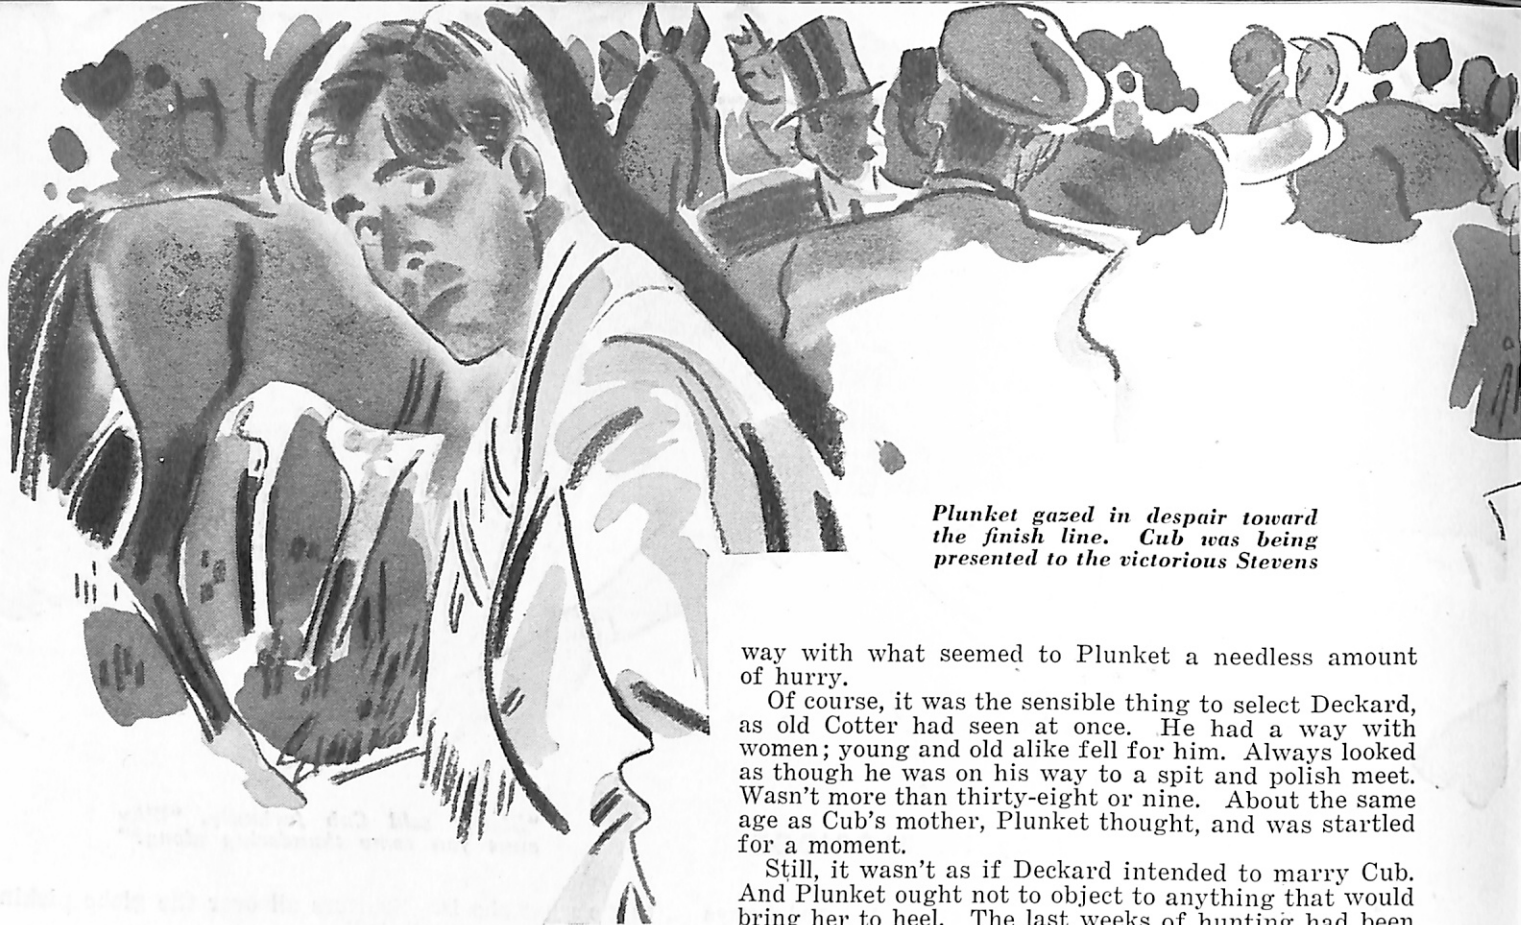 Plunket gazed in despair toward
the finish line. Cub was being
presented to the victorious Stevens
way with what seemed to Plunket a needless amount
of hurry.
Of course, it was the sensible thing to select Deckard,
as old Cotter had seen at once. He had a way with
women; young and old alike fell for him. Always looked
as though he was on his way to a spit and polish meet.
Wasn't more than thirty-eight or nine. About the same
age as Cub's mother, Plunket thought, and was startled
for a moment.
Still, it wasn't as if Deckard intended to marry Cub.
And Plunket ought not to object to anything that would
bring her to heel. The last weeks of hunting had been